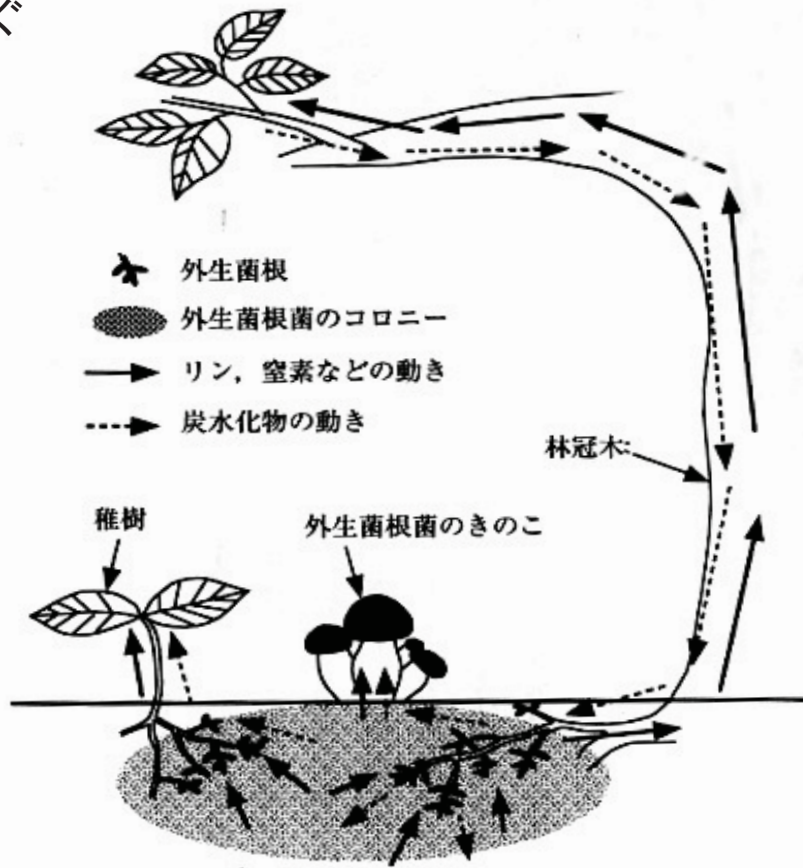 で
外生菌根
外生菌根菌のコロニー
リン，窒素などの動き
炭水化物の動き
林冠木
稚樹
外生菌根菌のきのこ